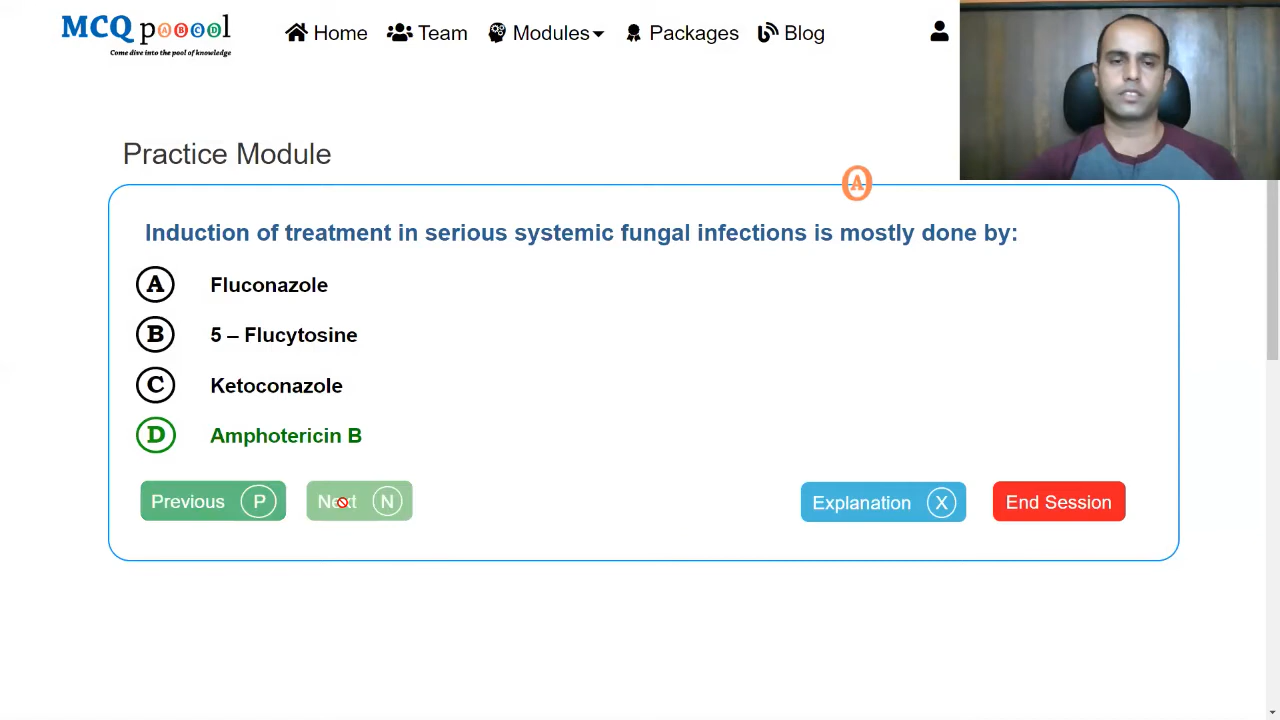 MCQ pABCDl
Come dive into the pool of knowledge
Home Team Modules Packages Blog
Practice Module
A
Induction of treatment in serious systemic fungal infections is mostly done by:
A Fluconazole
B 5 – Flucytosine
C Ketoconazole
D Amphotericin B
Previous P Next N Explanation X End Session